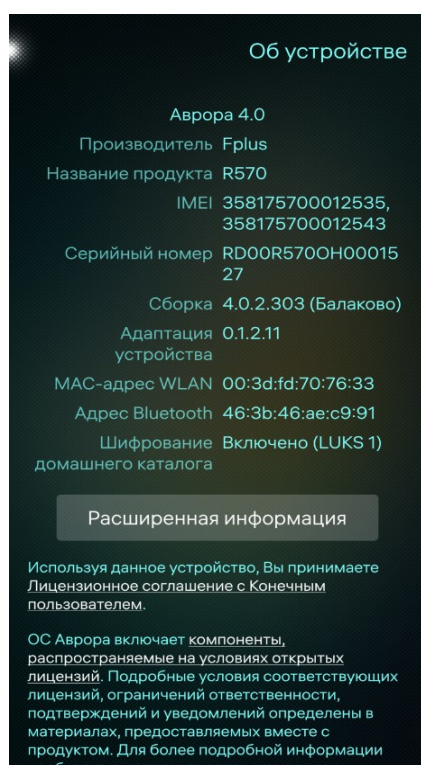 Об устройстве
Аврора 4.0
Производитель Fplus
Название продукта R570
IMEI 358175700012535,
358175700012543
Серийный номер RD00R570OH00015
27
Сборка 4.0.2.303 (Балаково)
Адаптация 0.1.2.11
устройства
MAC-адрес WLAN 00:3d:fd:70:76:33
Адрес Bluetooth 46:3b:46:ae:c9:91
Шифрование Включено (LUKS 1)
домашнего каталога
Расширенная информация
Используя данное устройство, Вы принимаете
Лицензионное соглашение с Конечным
пользователем.
ОС Аврора включает компоненты,
распространяемые на условиях открытых
лицензий. Подробные условия соответствующих
лицензий, ограничений ответственности,
подтверждений и уведомлений определены в
материалах, предоставляемых вместе с
продуктом. Для более подробной информации